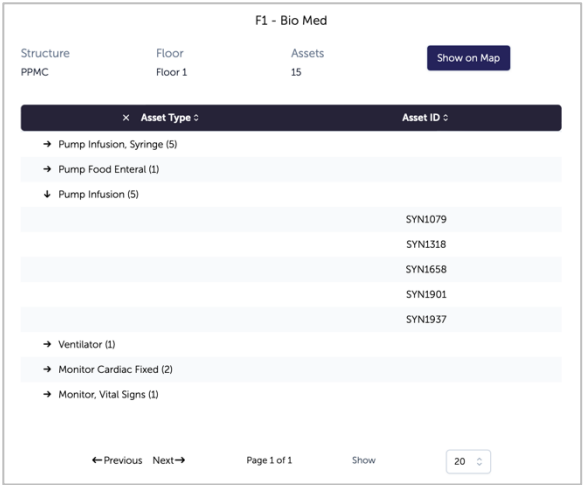 F1 - Bio Med
Structure Floor Assets
PPMC Floor 1 15
Show on Map
× Asset Type Asset ID
→ Pump Infusion, Syringe (5)
→ Pump Food Enteral (1)
↓ Pump Infusion (5)
SYN1079
SYN1318
SYN1658
SYN1901
SYN1937
→ Ventilator (1)
→ Monitor Cardiac Fixed (2)
→ Monitor, Vital Signs (1)
←Previous Next→ Page 1 of 1 Show 20